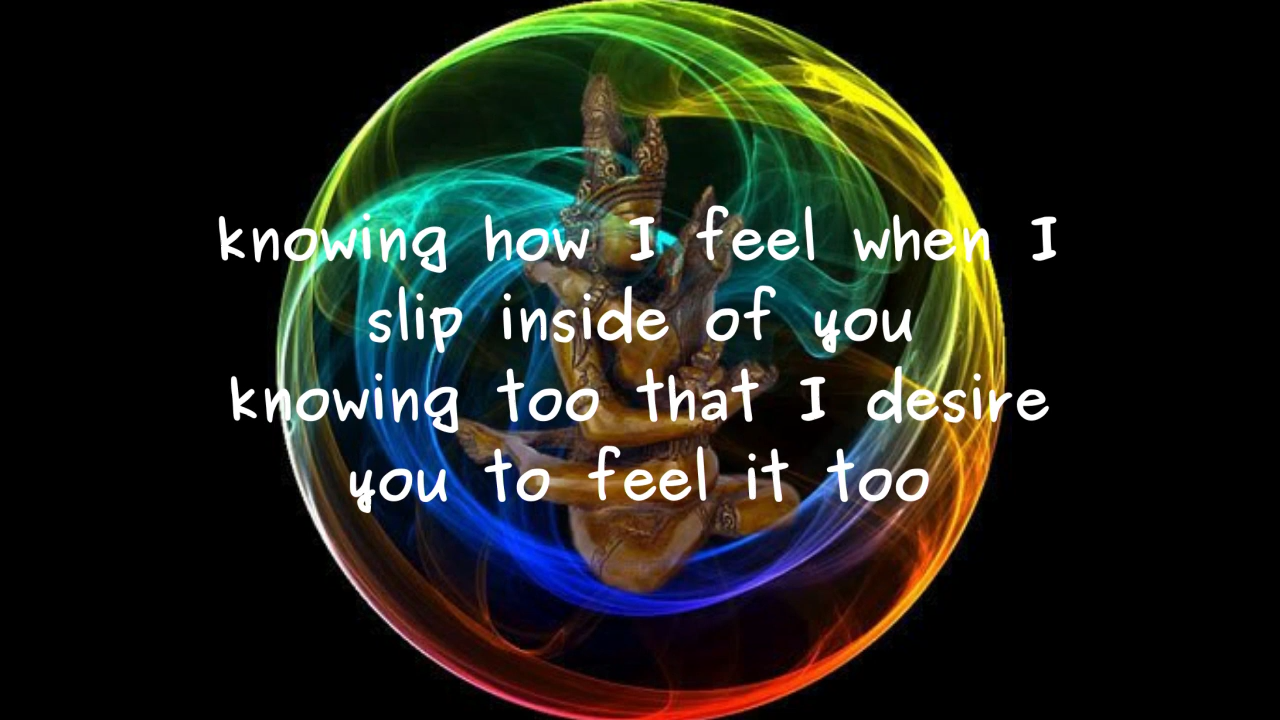 knowing how I feel when I
slip inside of you
knowing too that I desire
you to feel it too